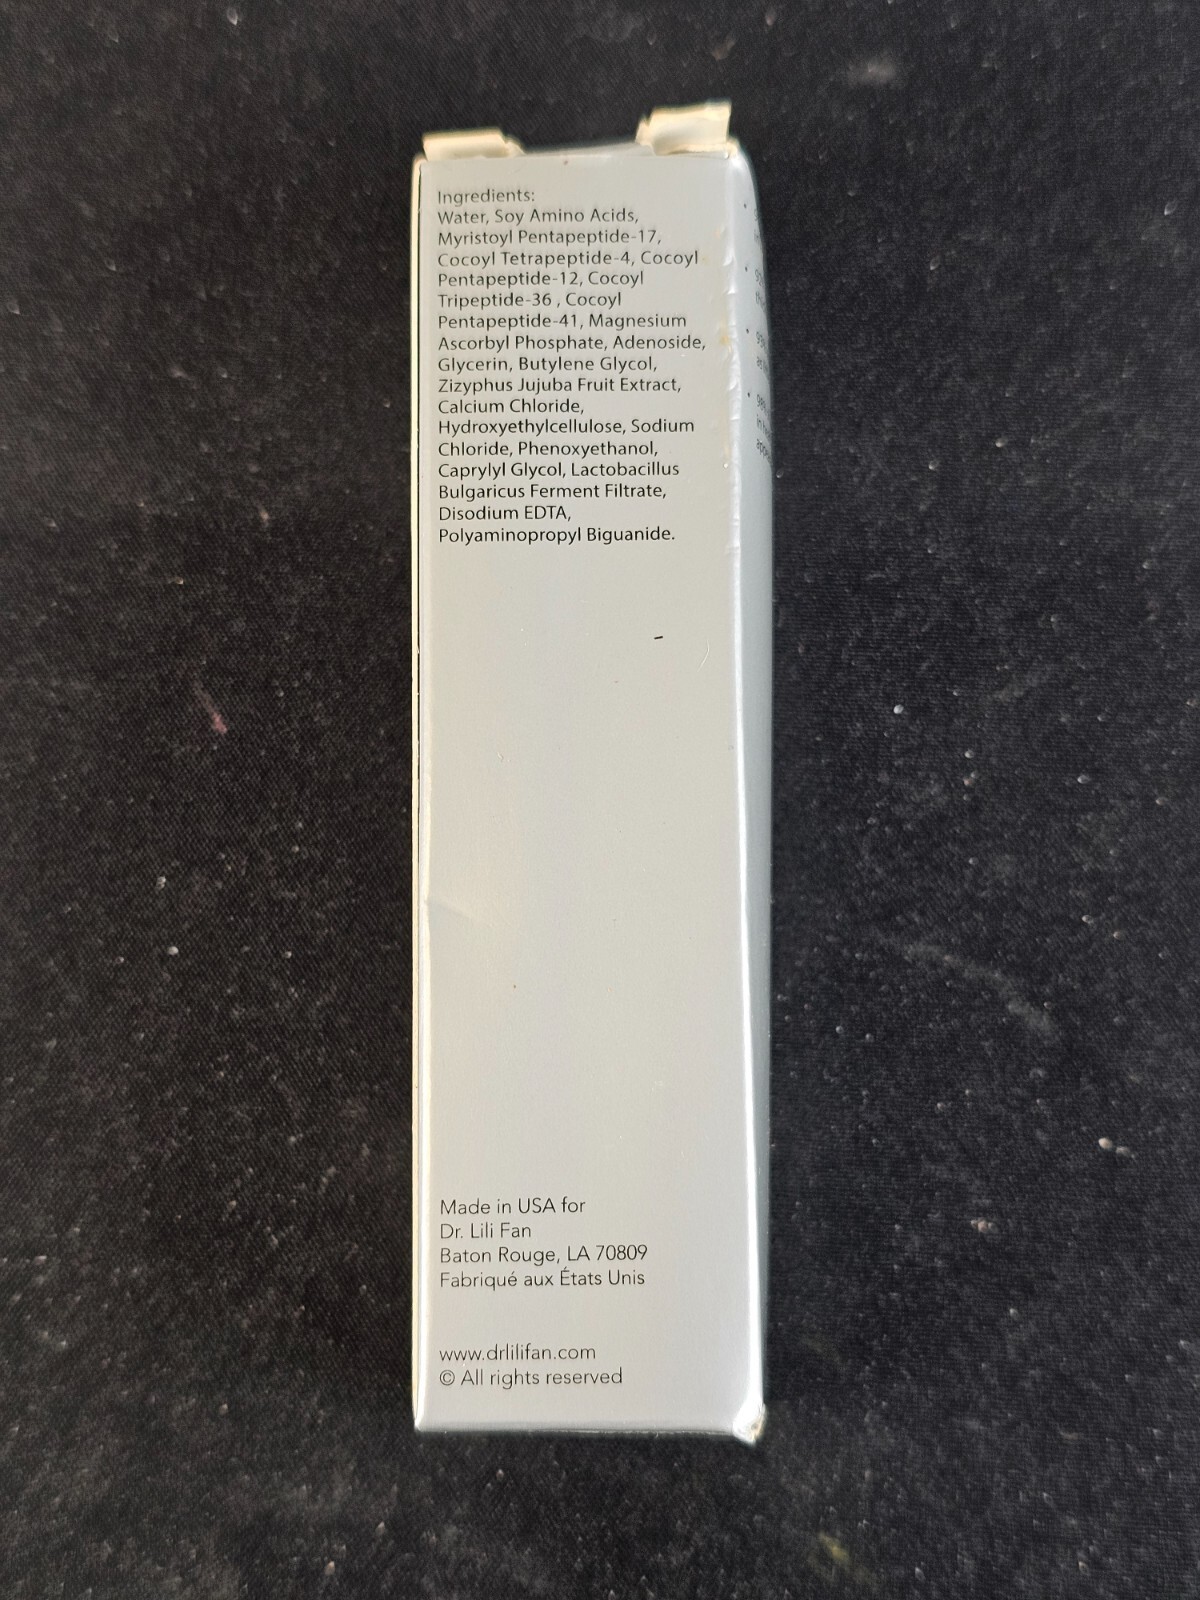 Ingredients:
Water, Soy Amino Acids,
Myristoyl Pentapeptide-17,
Cocoyl Tetrapeptide-4, Cocoyl
Pentapeptide-12, Cocoyl
Tripeptide-36 , Cocoyl
Pentapeptide-41, Magnesium
Ascorbyl Phosphate, Adenoside,
Glycerin, Butylene Glycol,
Zizyphus Jujuba Fruit Extract,
Calcium Chloride,
Hydroxyethylcellulose, Sodium
Chloride, Phenoxyethanol,
Caprylyl Glycol, Lactobacillus
Bulgaricus Ferment Filtrate,
Disodium EDTA,
Polyaminopropyl Biguanide.
Made in USA for
Dr. Lili Fan
Baton Rouge, LA 70809
Fabriqué aux États Unis
www.drlilifan.com
© All rights reserved